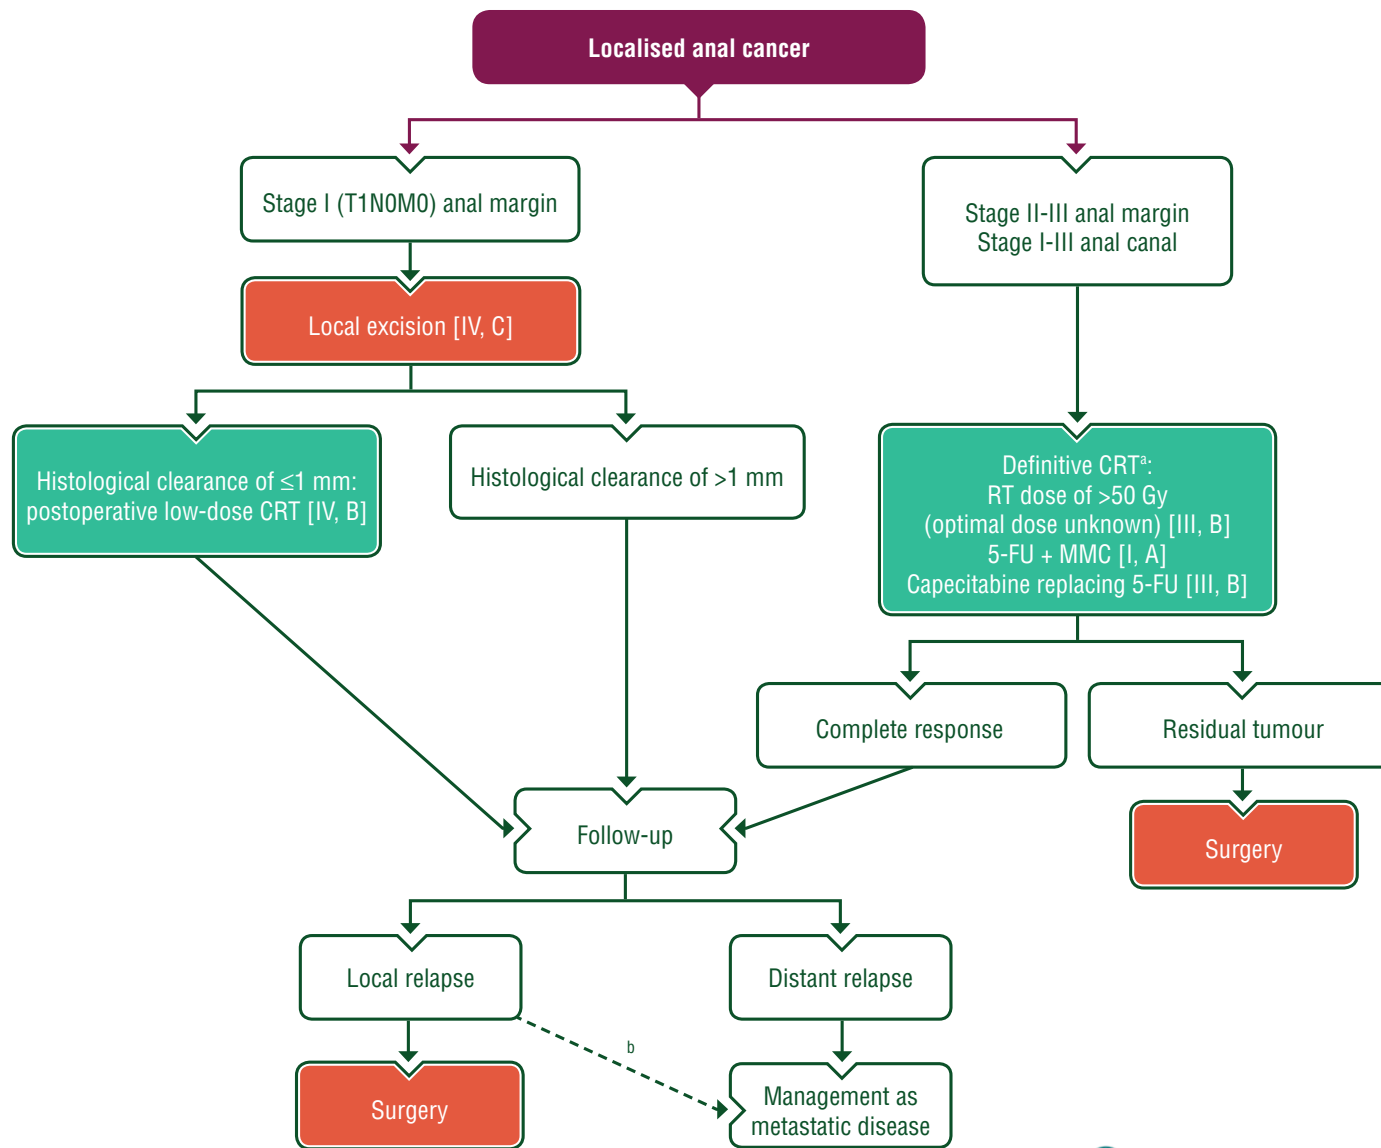 Localised anal cancer
Stage I (T1N0M0) anal margin
Stage II-III anal margin
Stage I-III anal canal
Local excision [IV, C]
Histological clearance of ≤1 mm:
postoperative low-dose CRT [IV, B]
Histological clearance of >1 mm
Definitive CRTᵃ:
RT dose of >50 Gy
(optimal dose unknown) [III, B]
5-FU + MMC [I, A]
Capecitabine replacing 5-FU [III, B]
Complete response
Residual tumour
Follow-up
Surgery
Local relapse
Distant relapse
b
Surgery
Management as
metastatic disease